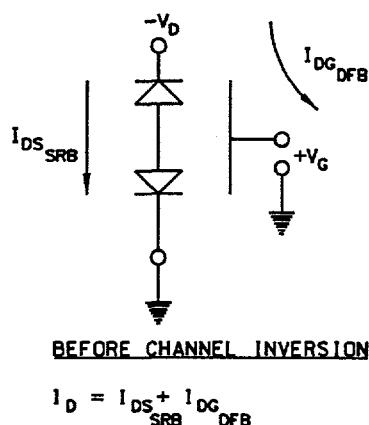 -V_D
I_DG_DFB
I_DS_SRB
+V_G
BEFORE CHANNEL INVERSION
I_D = I_DS_SRB + I_DG_DFB